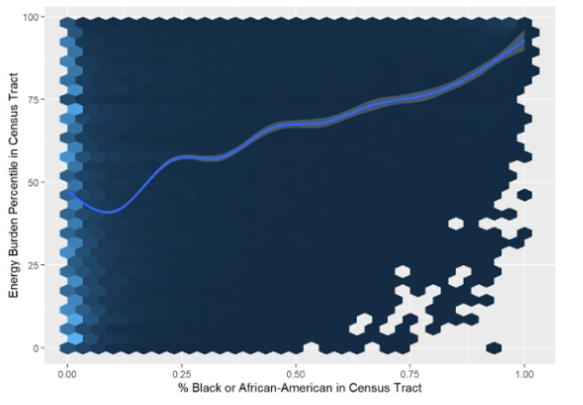 100
75
50
25
0
Energy Burden Percentile in Census Tract
0.00 0.25 0.50 0.75 1.00
% Black or African-American in Census Tract